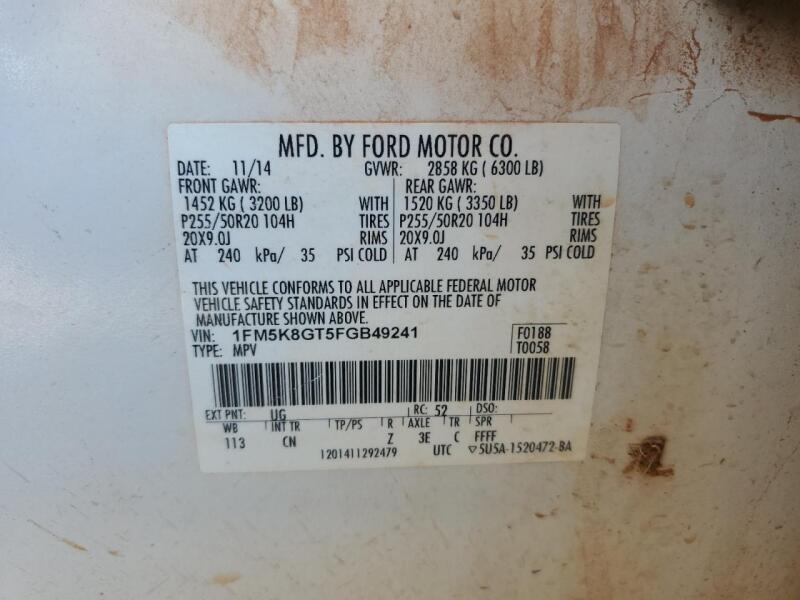 MFD. BY FORD MOTOR CO.
DATE: 11/14 GVWR: 2858 KG ( 6300 LB)
FRONT GAWR: REAR GAWR:
1452 KG ( 3200 LB) WITH 1520 KG ( 3350 LB) WITH
P255/50R20 104H TIRES P255/50R20 104H TIRES
20X9.0J RIMS 20X9.0J RIMS
AT 240 kPa/ 35 PSI COLD AT 240 kPa/ 35 PSI COLD
THIS VEHICLE CONFORMS TO ALL APPLICABLE FEDERAL MOTOR
VEHICLE SAFETY STANDARDS IN EFFECT ON THE DATE OF
MANUFACTURE SHOWN ABOVE.
VIN: 1FM5K8GT5FGB49241 F0188
TYPE: MPV T0058
EXT PNT: UG RC: 52 DSO:
WB INT TR TP/PS R AXLE TR SPR
113 CN Z 3E C FFFF
1201411292479 UTC ▽5U5A-1520472-BA